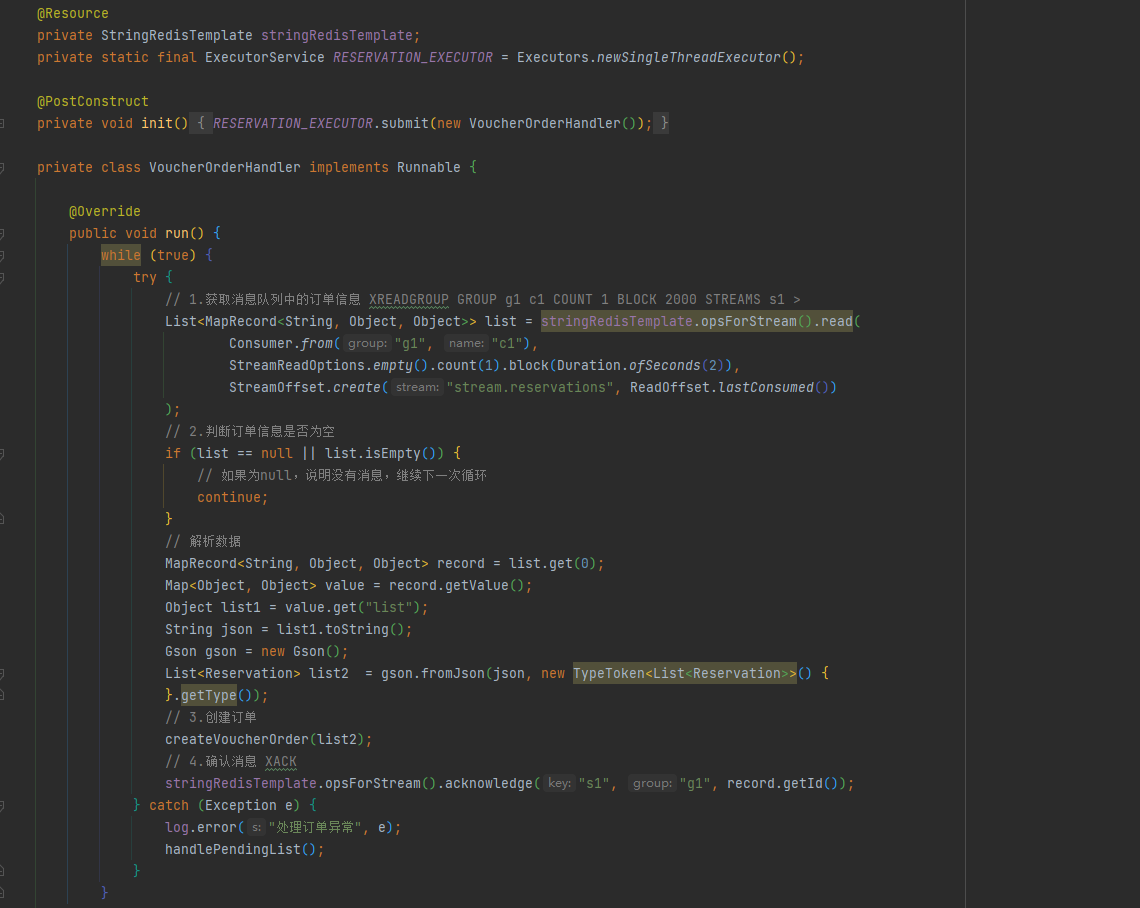 @Resource
private StringRedisTemplate stringRedisTemplate;
private static final ExecutorService RESERVATION_EXECUTOR = Executors.newSingleThreadExecutor();
@PostConstruct
private void init() { RESERVATION_EXECUTOR.submit(new VoucherOrderHandler()); }
private class VoucherOrderHandler implements Runnable {
@Override
public void run() {
while (true) {
try {
// 1.获取消息队列中的订单信息 XREADGROUP GROUP g1 c1 COUNT 1 BLOCK 2000 STREAMS s1 >
List<MapRecord<String, Object, Object>> list = stringRedisTemplate.opsForStream().read(
Consumer.from( group: "g1", name: "c1"),
StreamReadOptions.empty().count(1).block(Duration.ofSeconds(2)),
StreamOffset.create( stream: "stream.reservations", ReadOffset.lastConsumed())
);
// 2.判断订单信息是否为空
if (list == null || list.isEmpty()) {
// 如果为null，说明没有消息，继续下一次循环
continue;
}
// 解析数据
MapRecord<String, Object, Object> record = list.get(0);
Map<Object, Object> value = record.getValue();
Object list1 = value.get("list");
String json = list1.toString();
Gson gson = new Gson();
List<Reservation> list2  = gson.fromJson(json, new TypeToken<List<Reservation>>() {
}.getType());
// 3.创建订单
createVoucherOrder(list2);
// 4.确认消息 XACK
stringRedisTemplate.opsForStream().acknowledge( key: "s1", group: "g1", record.getId());
} catch (Exception e) {
log.error( s: "处理订单异常", e);
handlePendingList();
}
}